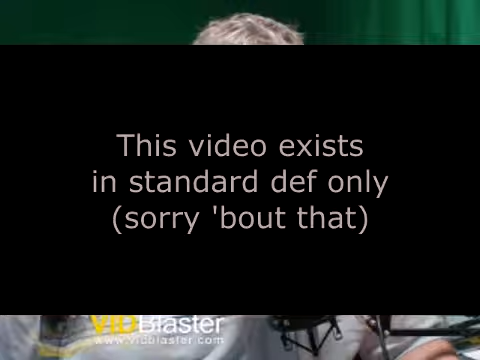 This video exists
in standard def only
(sorry 'bout that)
VIDBlaster
www.vidblaster.com